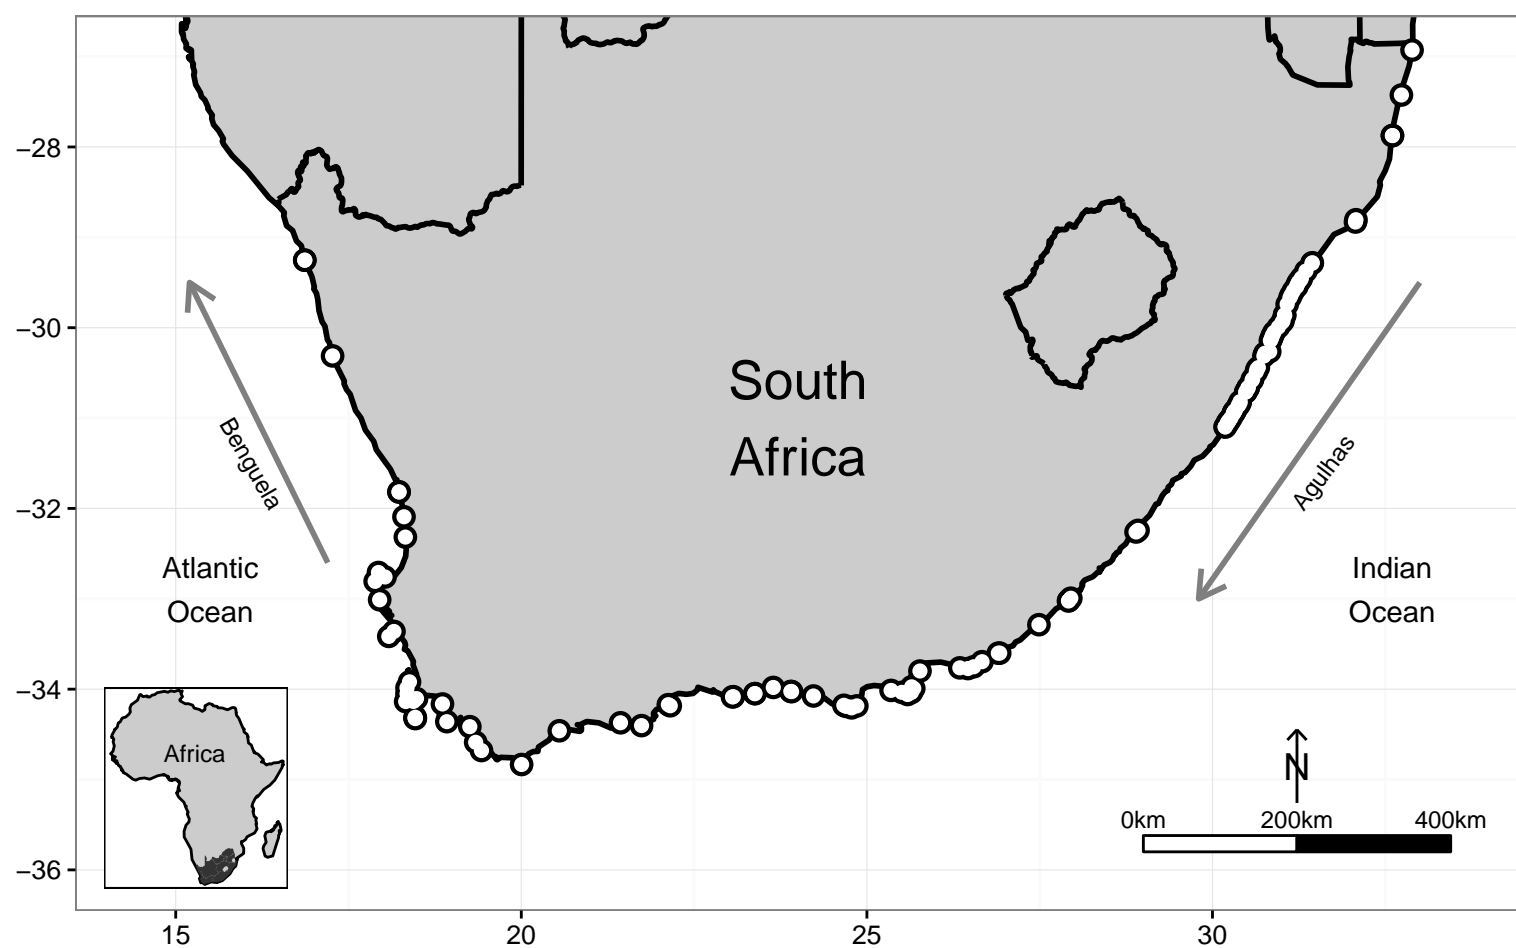 −28
−30
−32
−34
−36
South
Africa
Benguela
Agulhas
Atlantic
Ocean
Indian
Ocean
Africa
N
0km 200km 400km
15 20 25 30